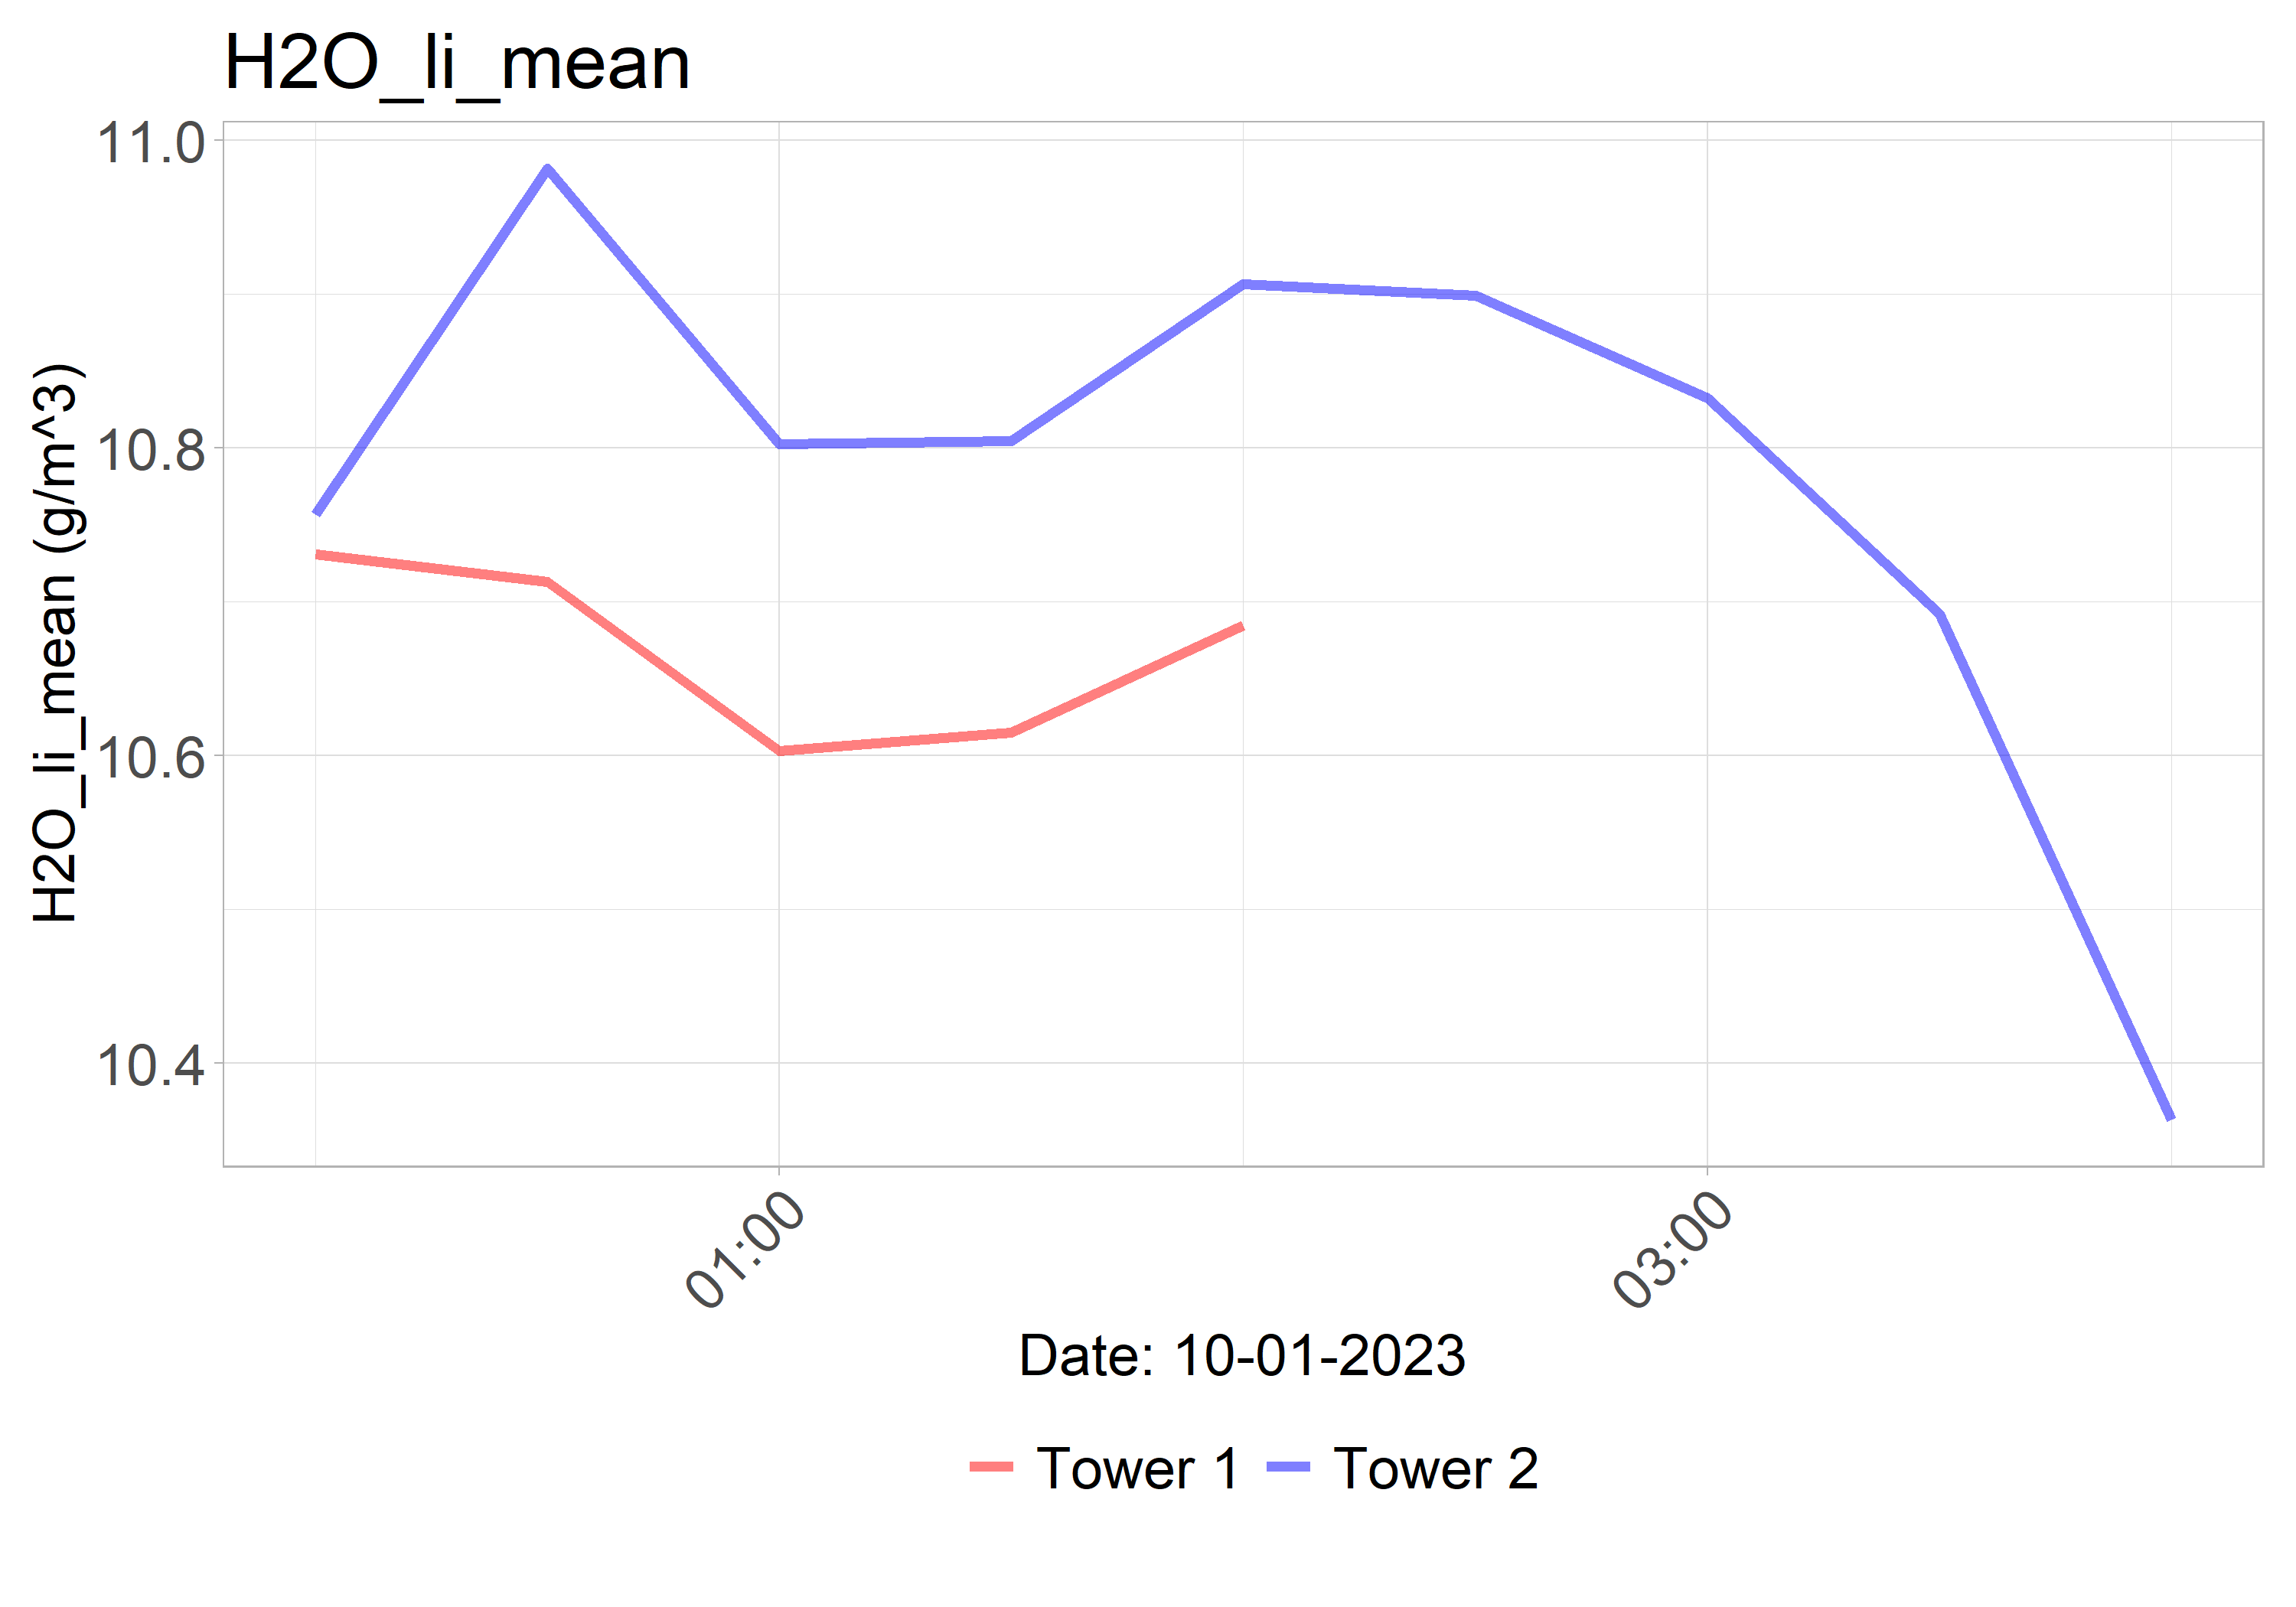 H2O_li_mean
H2O_li_mean (g/m^3)
11.0
10.8
10.6
10.4
01:00
03:00
Date: 10-01-2023
Tower 1
Tower 2